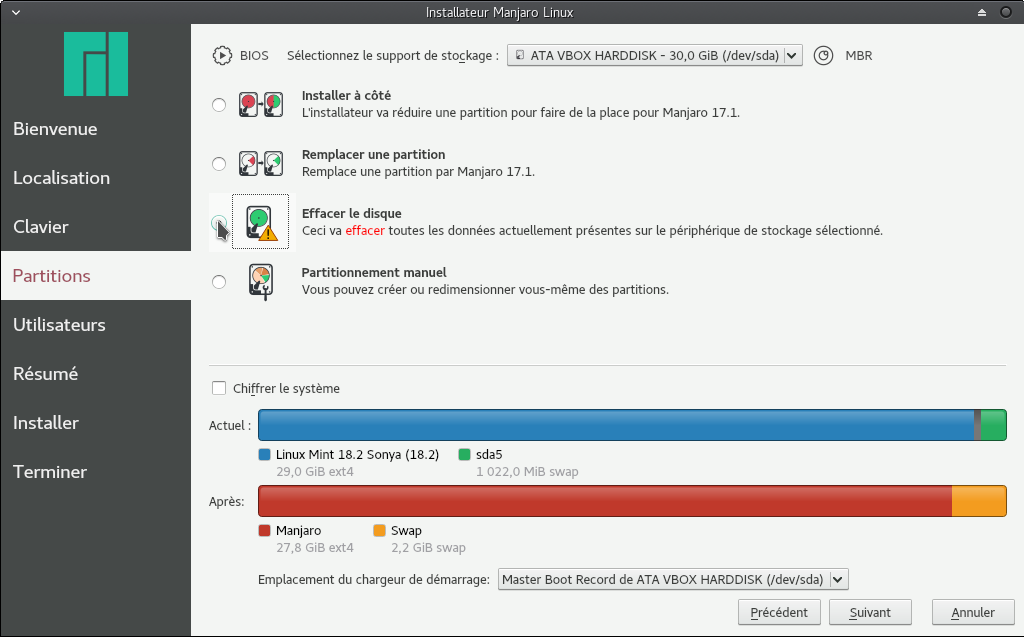 Installateur Manjaro Linux
BIOS Sélectionnez le support de stockage : ATA VBOX HARDDISK - 30,0 GiB (/dev/sda) MBR
Bienvenue
Localisation
Clavier
Partitions
Utilisateurs
Résumé
Installer
Terminer
Installer à côté
L'installateur va réduire une partition pour faire de la place pour Manjaro 17.1.
Remplacer une partition
Remplace une partition par Manjaro 17.1.
Effacer le disque
Ceci va effacer toutes les données actuellement présentes sur le périphérique de stockage sélectionné.
Partitionnement manuel
Vous pouvez créer ou redimensionner vous-même des partitions.
Chiffrer le système
Actuel :
Linux Mint 18.2 Sonya (18.2) sda5
29,0 GiB ext4 1 022,0 MiB swap
Après:
Manjaro Swap
27,8 GiB ext4 2,2 GiB swap
Emplacement du chargeur de démarrage: Master Boot Record de ATA VBOX HARDDISK (/dev/sda)
Précédent Suivant Annuler